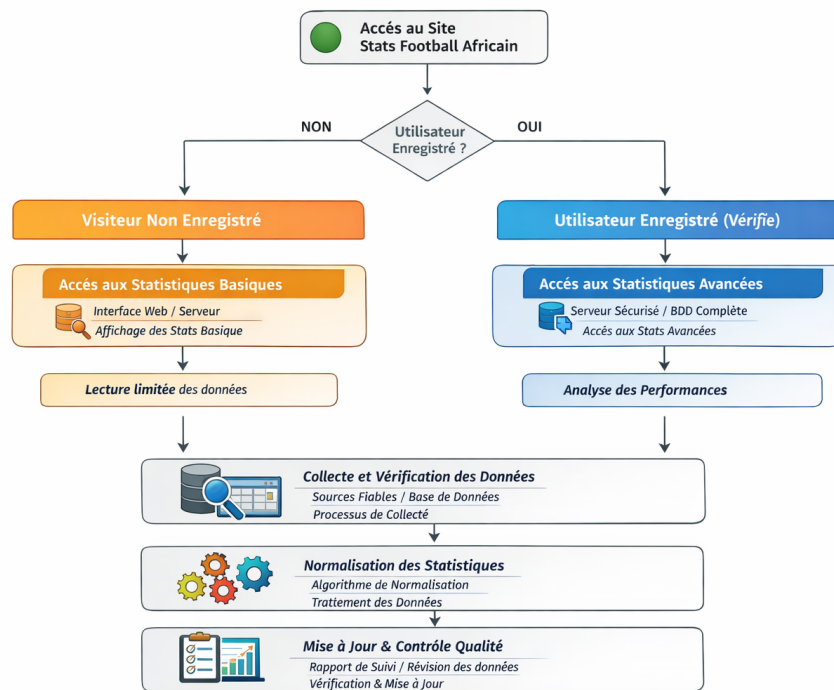 Accés au Site
Stats Football Africain
NON
Utilisateur
Enregistré ?
OUI
Visiteur Non Enregistré
Utilisateur Enregistré (Vérifie)
Accés aux Statistiques Basiques
Interface Web / Serveur
Affichage des Stats Basique
Accés aux Statistiques Avancées
Serveur Sécurisé / BDD Complète
Accés aux Stats Avancées
Lecture limitée des données
Analyse des Performances
Collecte et Vérification des Données
Sources Fiables / Base de Données
Processus de Collecté
Normalisation des Statistiques
Algorithme de Normalisation
Trattement des Données
Mise à Jour & Contrôle Qualité
Rapport de Suivi / Révision des données
Vérification & Mise à Jour